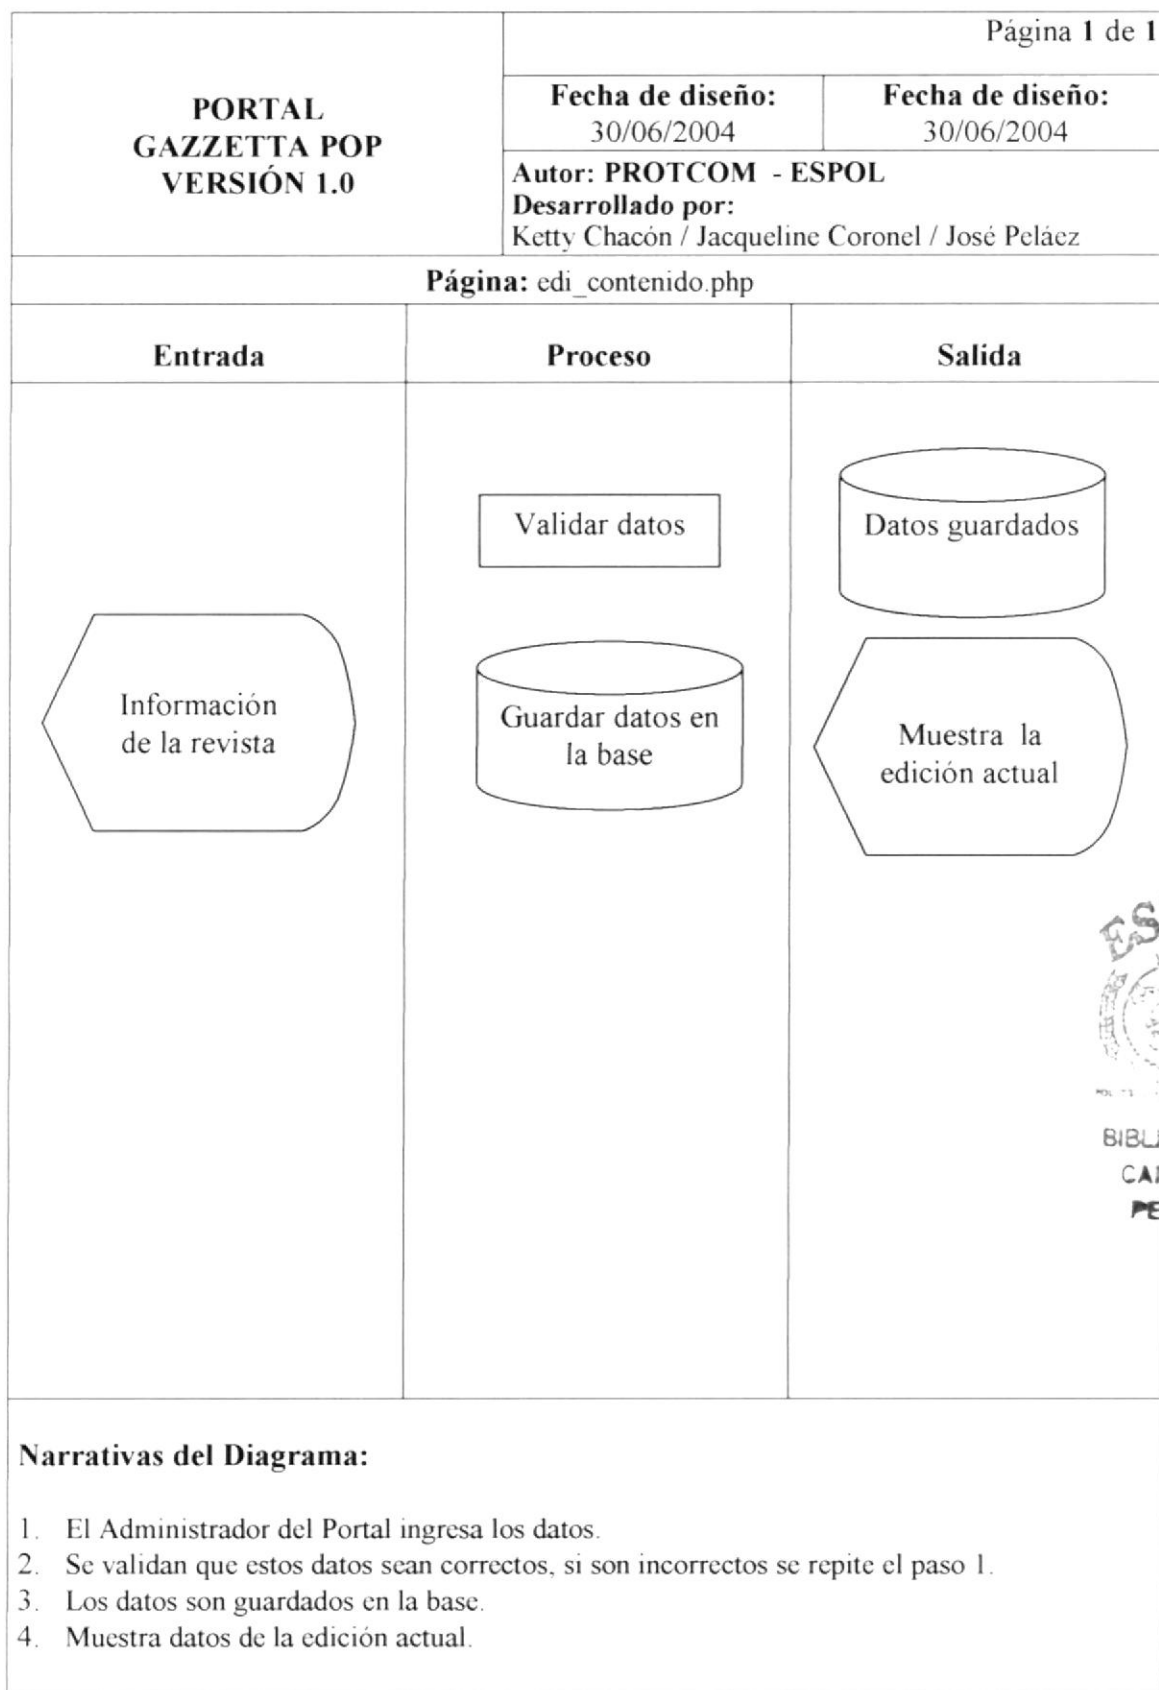 Página 1 de 1
PORTAL
GAZZETTA POP
VERSIÓN 1.0
Fecha de diseño:
30/06/2004
Fecha de diseño:
30/06/2004
Autor: PROTCOM - ESPOL
Desarrollado por:
Ketty Chacón / Jacqueline Coronel / José Peláez
Página: edi_contenido.php
Entrada
Proceso
Salida
Información
de la revista
Validar datos
Guardar datos en
la base
Datos guardados
Muestra la
edición actual
ES
Narrativas del Diagrama:
1. El Administrador del Portal ingresa los datos.
2. Se validan que estos datos sean correctos, si son incorrectos se repite el paso 1.
3. Los datos son guardados en la base.
4. Muestra datos de la edición actual.